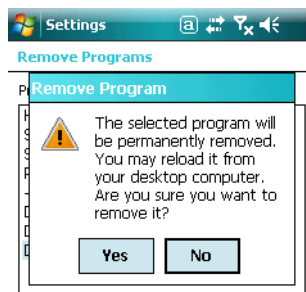 Settings
a
Remove Programs
Remove Program
The selected program will
be permanently removed.
You may reload it from
your desktop computer.
Are you sure you want to
remove it?
Yes No